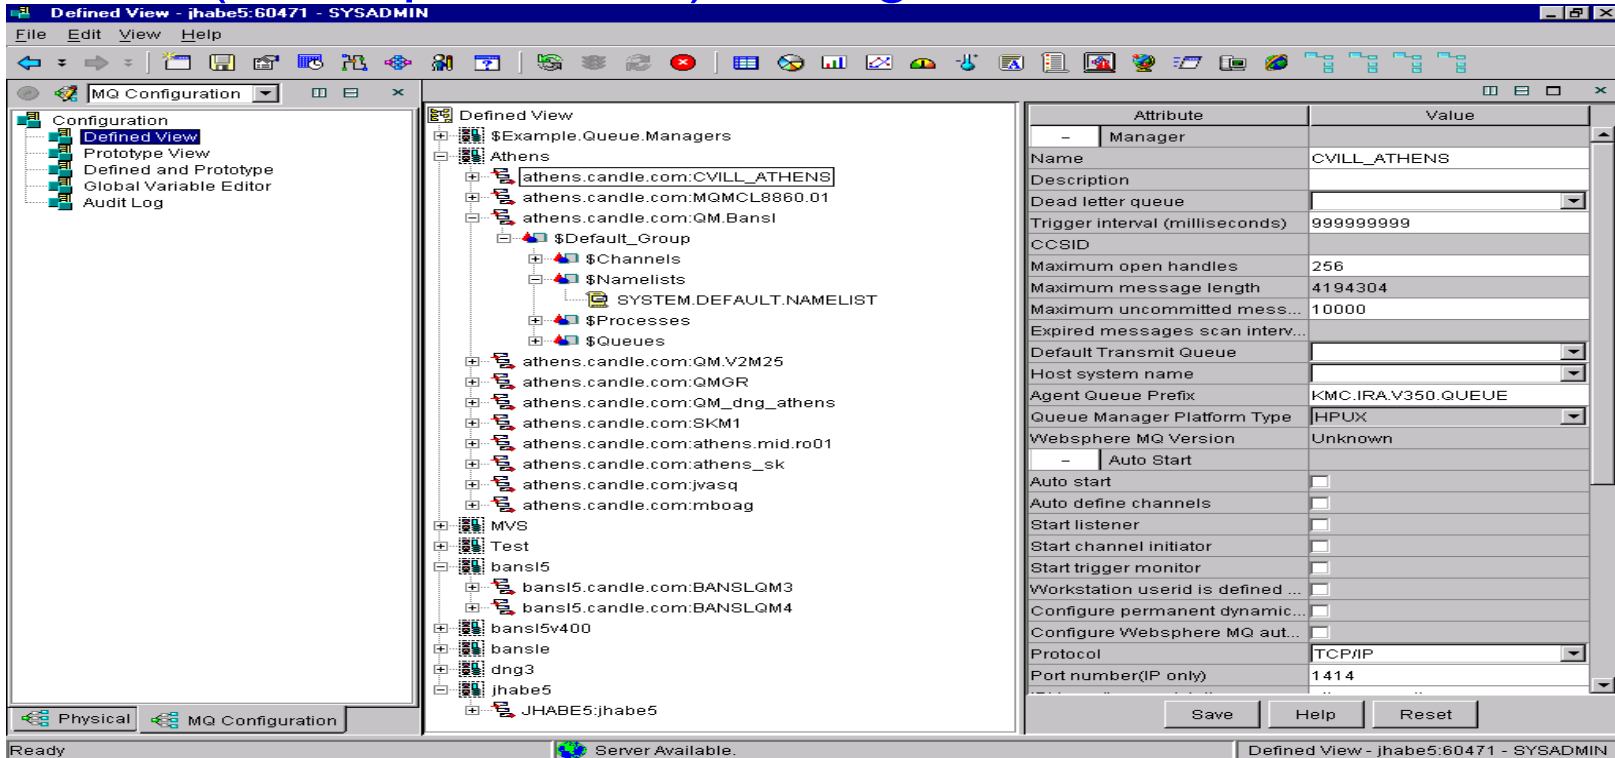 Defined View - jhabe5:60471 - SYSADMIN
File Edit View Help
MQ Configuration
Configuration
Defined View
Prototype View
Defined and Prototype
Global Variable Editor
Audit Log
Physical
MQ Configuration
Defined View
$Example.Queue.Managers
Athens
athens.candle.com:CVILL_ATHENS
athens.candle.com:MQMCL8860.01
athens.candle.com:QM.Bansl
$Default_Group
$Channels
$Namelists
SYSTEM.DEFAULT.NAMELIST
$Processes
$Queues
athens.candle.com:QM.V2M25
athens.candle.com:QMGR
athens.candle.com:QM_dng_athens
athens.candle.com:SKM1
athens.candle.com:athens.mid.ro01
athens.candle.com:athens_sk
athens.candle.com:jvasq
athens.candle.com:mboag
MVS
Test
bansl5
bansl5.candle.com:BANSLQM3
bansl5.candle.com:BANSLQM4
bansl5v400
bansle
dng3
jhabe5
JHABE5:jhabe5
Attribute Value
Manager
Name CVILL_ATHENS
Description
Dead letter queue
Trigger interval (milliseconds) 999999999
CCSID
Maximum open handles 256
Maximum message length 4194304
Maximum uncommitted mess... 10000
Expired messages scan interv...
Default Transmit Queue
Host system name
Agent Queue Prefix KMC.IRA.V350.QUEUE
Queue Manager Platform Type HPUX
Websphere MQ Version Unknown
Auto Start
Auto start
Auto define channels
Start listener
Start channel initiator
Start trigger monitor
Workstation userid is defined ...
Configure permanent dynamic...
Configure Websphere MQ aut...
Protocol TCP/IP
Port number(IP only) 1414
Save Help Reset
Ready
Server Available.
Defined View - jhabe5:60471 - SYSADMIN